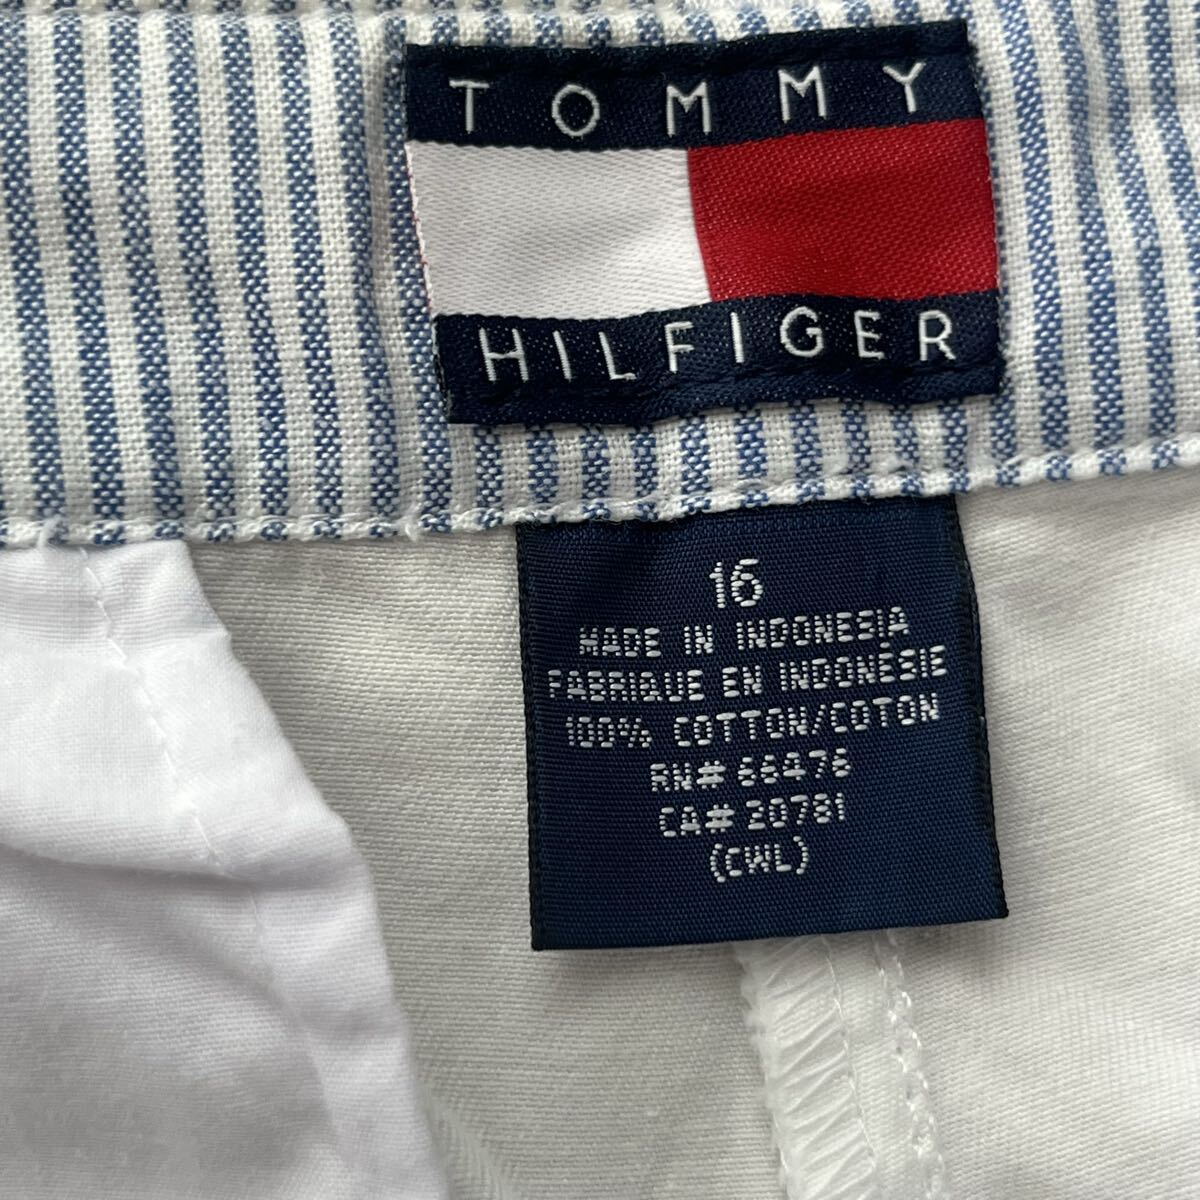 TOMMY
HILFIGER
16
MADE IN INDONESIA
FABRIQUE EN INDONÉSIE
100% COTTON/COTON
RN# 66476
CA# 20781
(CWL)